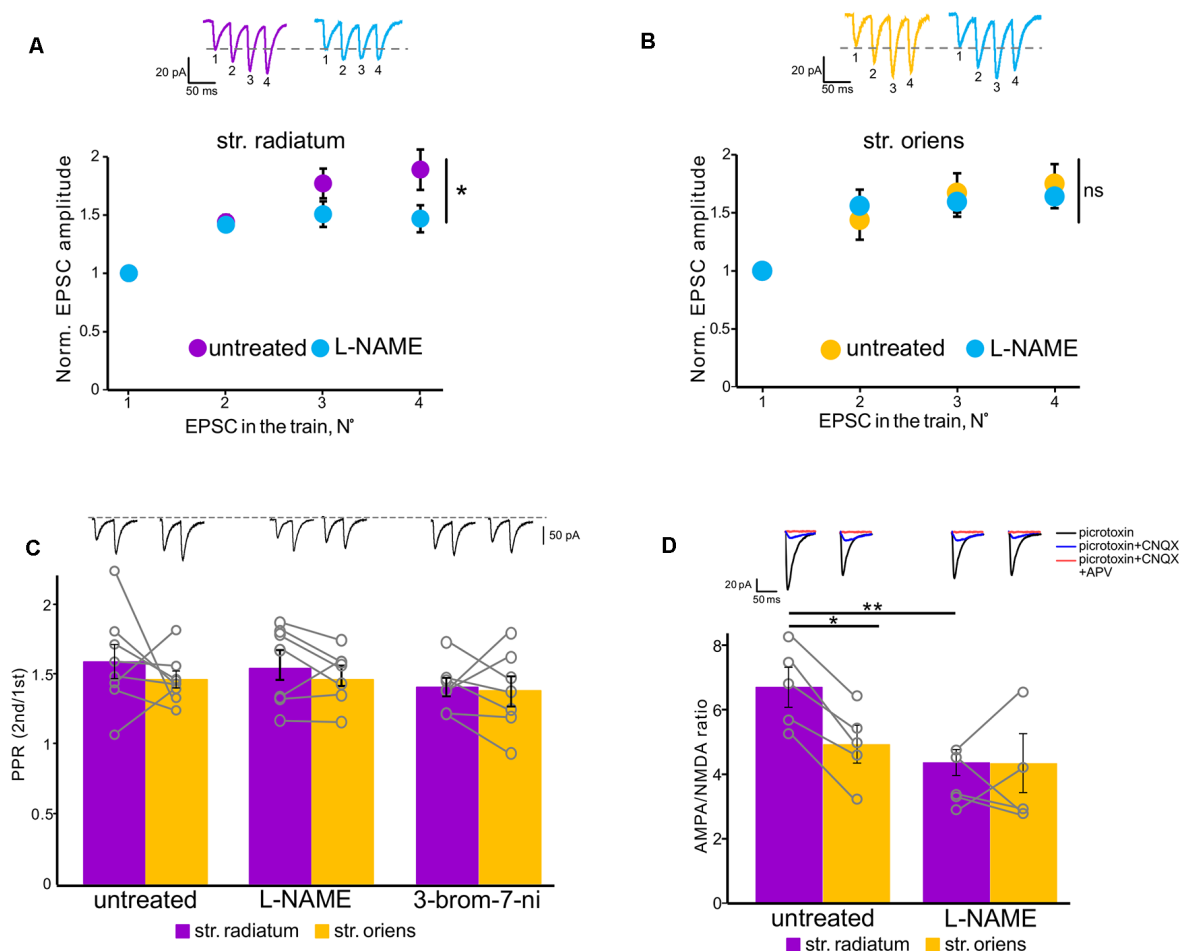 A
1
2
3
4
1
2
3
4
20 pA
50 ms
str. radiatum
Norm. EPSC amplitude
2
1.5
1
0.5
0
*
untreated
L-NAME
1
2
3
4
EPSC in the train, N°
B
1
2
3
4
1
2
3
4
20 pA
50 ms
str. oriens
Norm. EPSC amplitude
2
1.5
1
0.5
0
ns
untreated
L-NAME
1
2
3
4
EPSC in the train, N°
C
50 pA
PPR (2nd/1st)
2
1.5
1
0.5
0
untreated
L-NAME
3-brom-7-ni
str. radiatum
str. oriens
D
picrotoxin
picrotoxin+CNQX
picrotoxin+CNQX
+APV
20 pA
50 ms
**
*
AMPA/NMDA ratio
8
6
4
2
0
untreated
L-NAME
str. radiatum
str. oriens